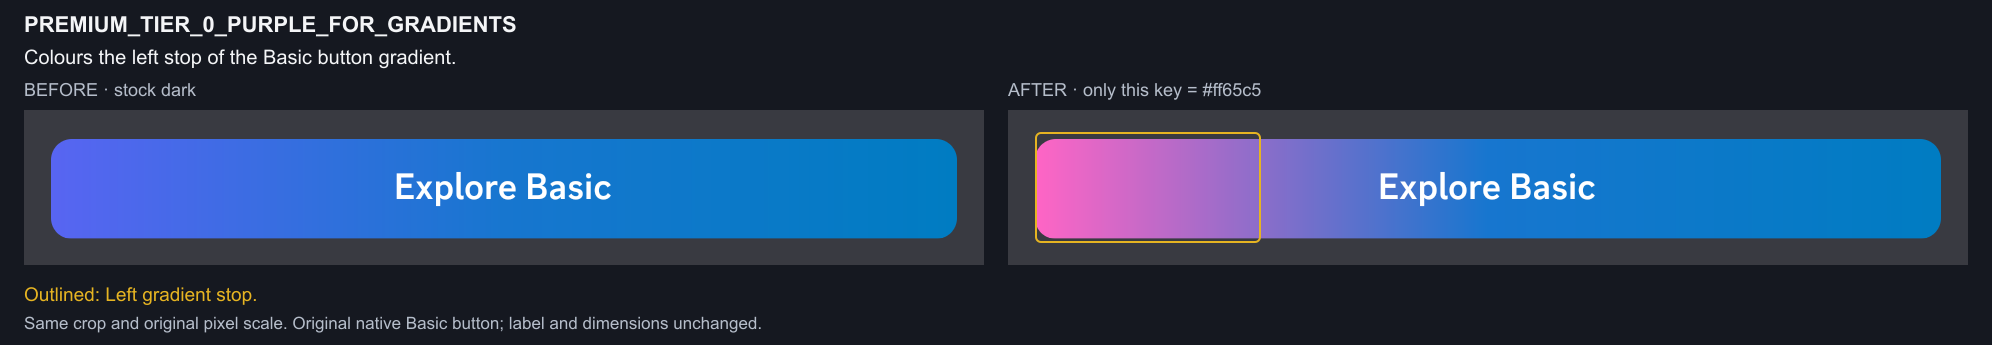 PREMIUM_TIER_0_PURPLE_FOR_GRADIENTS
Colours the left stop of the Basic button gradient.
BEFORE · stock dark
AFTER · only this key = #ff65c5
Explore Basic
Explore Basic
Outlined: Left gradient stop.
Same crop and original pixel scale. Original native Basic button; label and dimensions unchanged.